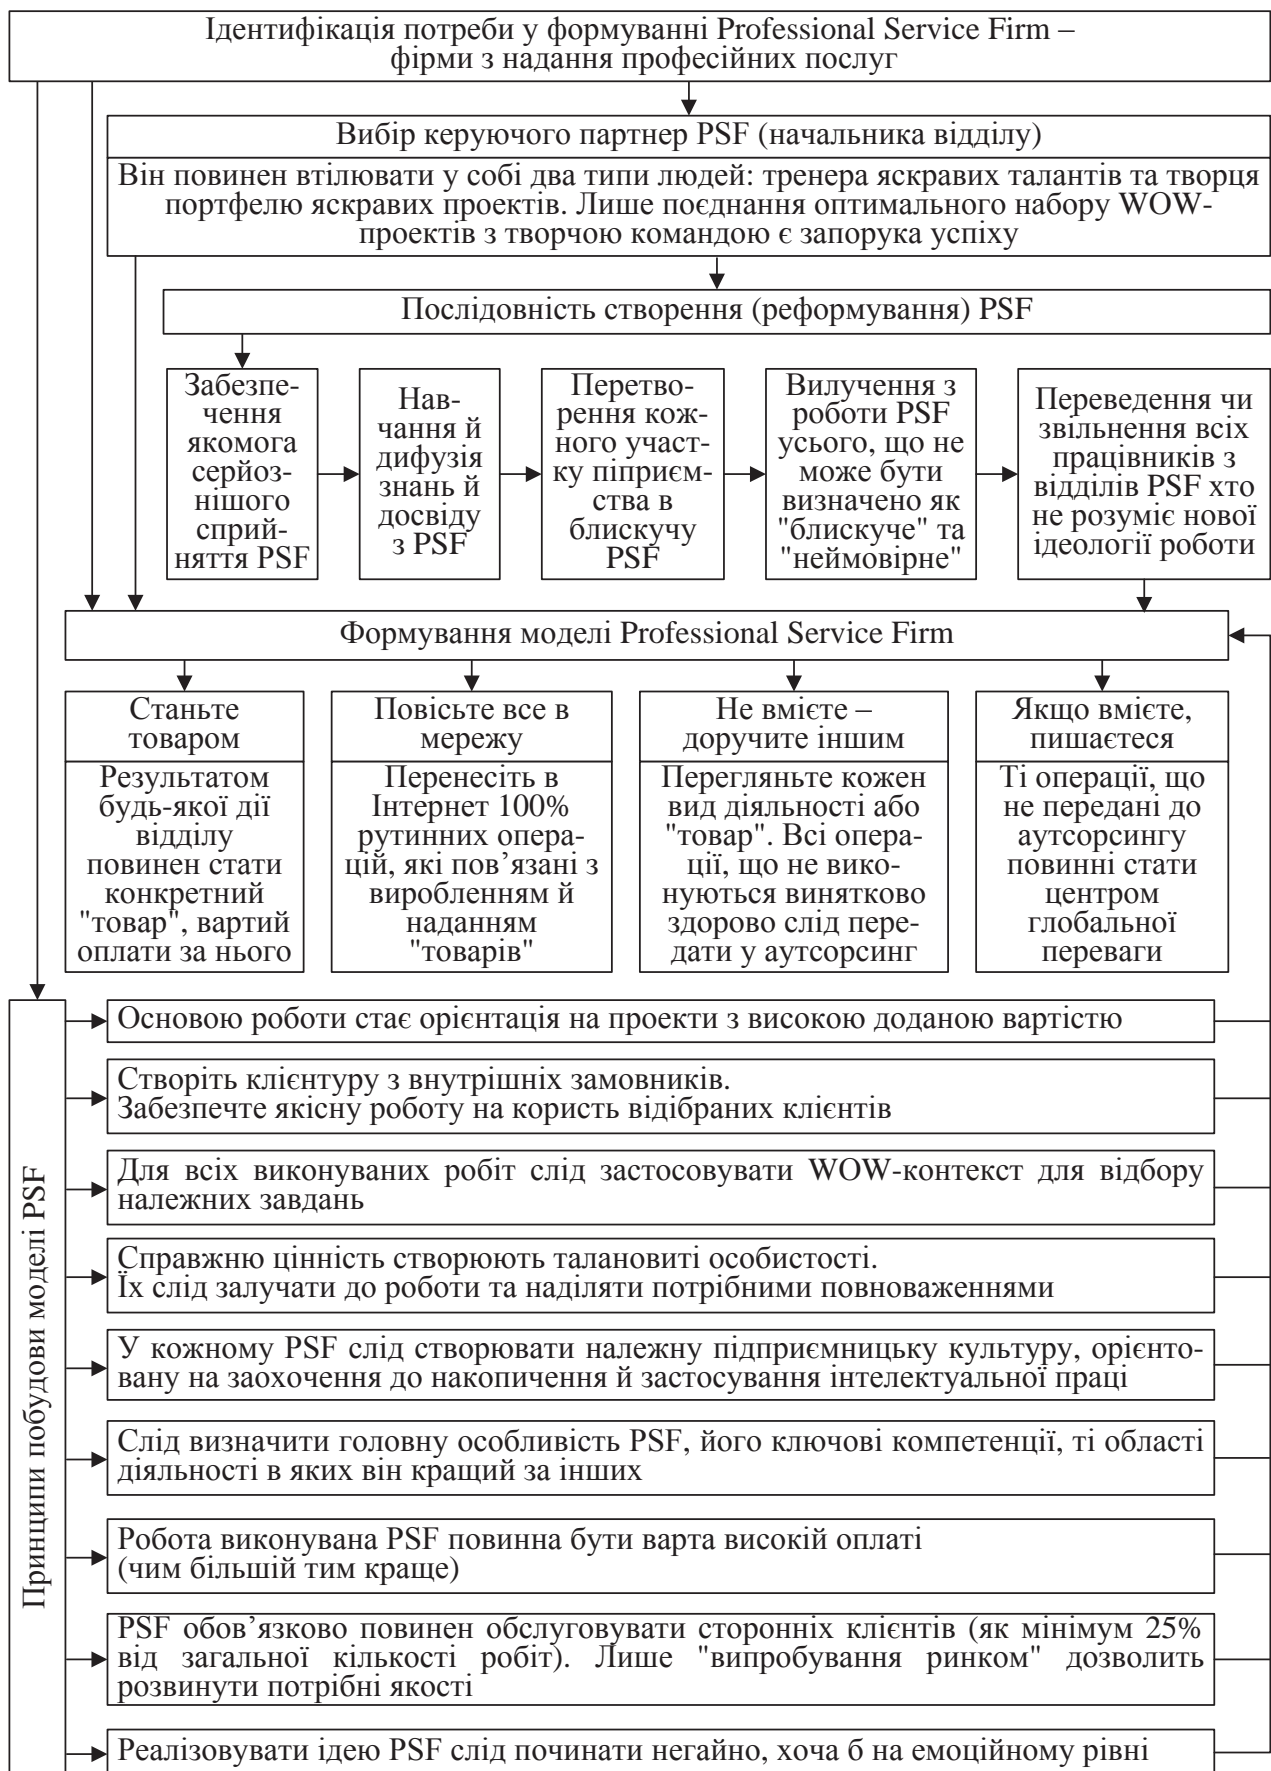 Ідентифікація потреби у формуванні Professional Service Firm –
фірми з надання професійних послуг
Вибір керуючого партнер PSF (начальника відділу)
Він повинен втілювати у собі два типи людей: тренера яскравих талантів та творця
портфелю яскравих проектів. Лише поєднання оптимального набору WOW-
проектів з творчою командою є запорука успіху
Послідовність створення (реформування) PSF
Забезпе-
чення
якомога
серйоз-
нішого
сприй-
няття PSF
Нав-
чання й
дифузія
знань й
досвіду
з PSF
Перетво-
рення кож-
ного участ-
ку піприєм-
ства в
блискучу
PSF
Вилучення з
роботи PSF
усього, що не
може бути
визначено як
"блискуче" та
"неймовірне"
Переведення чи
звільнення всіх
працівників з
відділів PSF хто
не розуміє нової
ідеології роботи
Формування моделі Professional Service Firm
Станьте
товаром
Результатом
будь-якої дії
відділу
повинен стати
конкретний
"товар", вартий
оплати за нього
Повісьте все в
мережу
Перенесіть в
Інтернет 100%
рутинних опера-
цій, які пов’язані з
виробленням й
наданням
"товарів"
Не вмієте –
доручите іншим
Перегляньте кожен
вид діяльності або
"товар". Всі опера-
ції, що не вико-
нуються винятково
здорово слід пере-
дати у аутсорсинг
Якщо вмієте,
пишаєтеся
Ті операції, що
не передані до
аутсорсингу
повинні стати
центром
глобальної
переваги
Принципи побудови моделі PSF
Основою роботи стає орієнтація на проекти з високою доданою вартістю
Створіть клієнтуру з внутрішніх замовників.
Забезпечте якісну роботу на користь відібраних клієнтів
Для всіх виконуваних робіт слід застосовувати WOW-контекст для відбору
належних завдань
Справжню цінність створюють талановиті особистості.
Їх слід залучати до роботи та наділяти потрібними повноваженнями
У кожному PSF слід створювати належну підприємницьку культуру, орієнто-
вану на заохочення до накопичення й застосування інтелектуальної праці
Слід визначити головну особливість PSF, його ключові компетенції, ті області
діяльності в яких він кращий за інших
Робота виконувана PSF повинна бути варта високій оплаті
(чим більшій тим краще)
PSF обов’язково повинен обслуговувати сторонніх клієнтів (як мінімум 25%
від загальної кількості робіт). Лише "випробування ринком" дозволить
розвинути потрібні якості
Реалізовувати ідею PSF слід починати негайно, хоча б на емоційному рівні